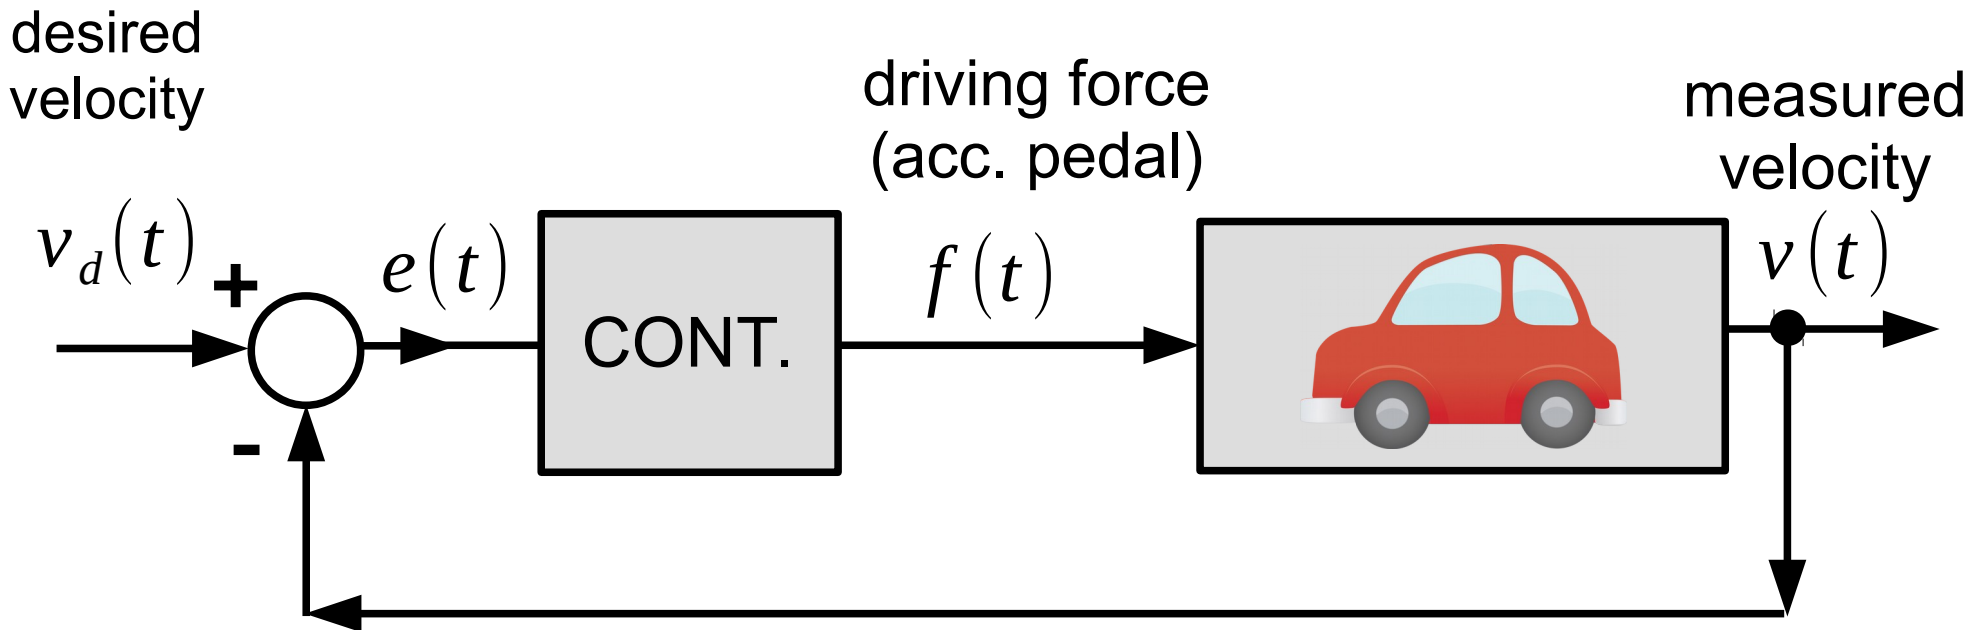 desired
velocity
driving force
(acc. pedal)
measured
velocity
v_d(t)
+
e(t)
CONT.
f(t)
v(t)
-